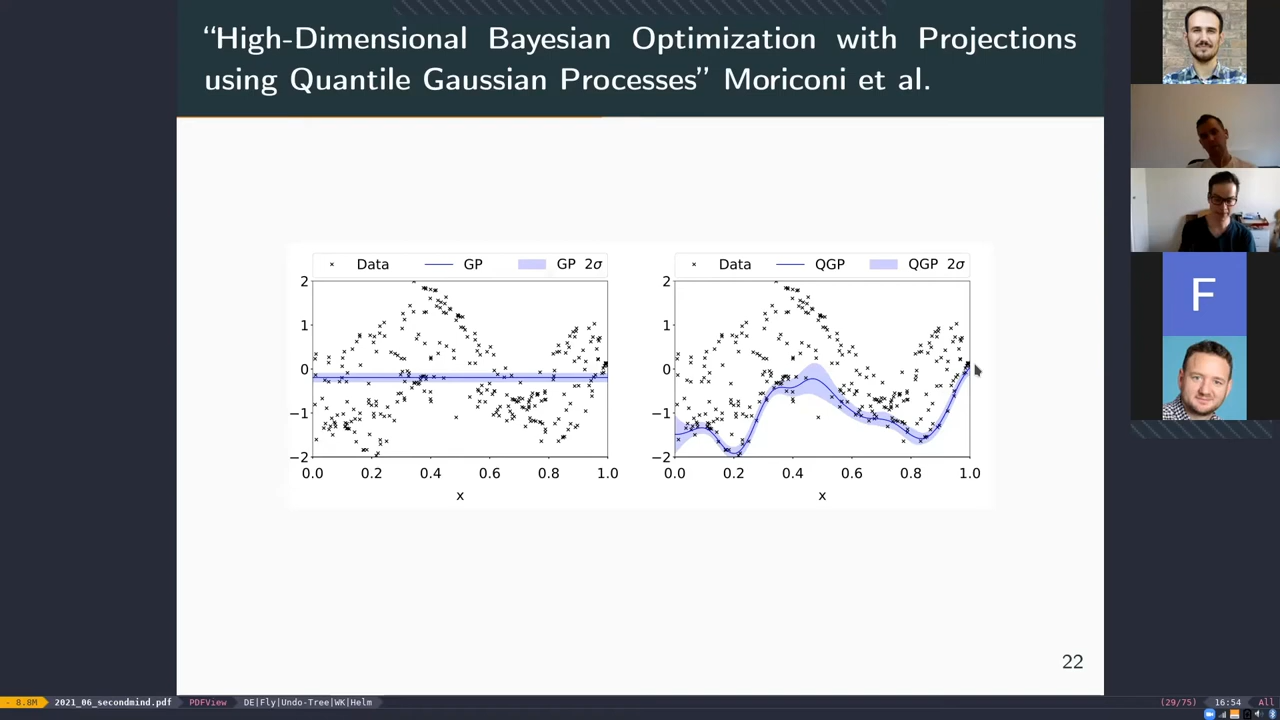 “High-Dimensional Bayesian Optimization with Projections
using Quantile Gaussian Processes” Moriconi et al.
Data GP GP 2σ
2
1
0
−1
−2
0.0 0.2 0.4 0.6 0.8 1.0
x
Data QGP QGP 2σ
2
1
0
−1
−2
0.0 0.2 0.4 0.6 0.8 1.0
x
F
22
- 8.8M 2021_06_secondmind.pdf PDFView DE|Fly|Undo-Tree|WK|Helm (29/75) 16:54 All